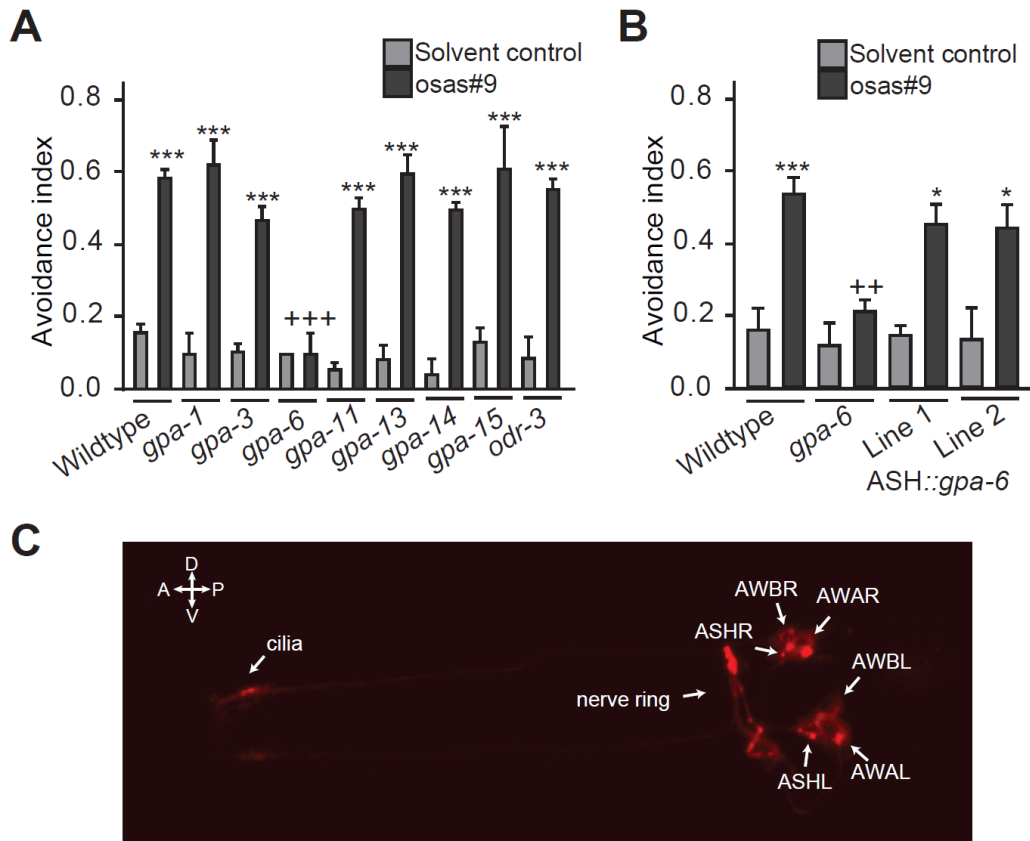 A
Solvent control
osas#9
Avoidance index
0.8
0.6
0.4
0.2
0.0
***
***
***
+++
***
***
***
***
***
Wildtype
gpa-1
gpa-3
gpa-6
gpa-11
gpa-13
gpa-14
gpa-15
odr-3
B
Solvent control
osas#9
Avoidance index
0.8
0.6
0.4
0.2
0.0
***
++
*
*
Wildtype
gpa-6
Line 1
Line 2
ASH::gpa-6
C
D
A P
V
cilia
nerve ring
AWBR
AWAR
ASHR
AWBL
ASHL
AWAL